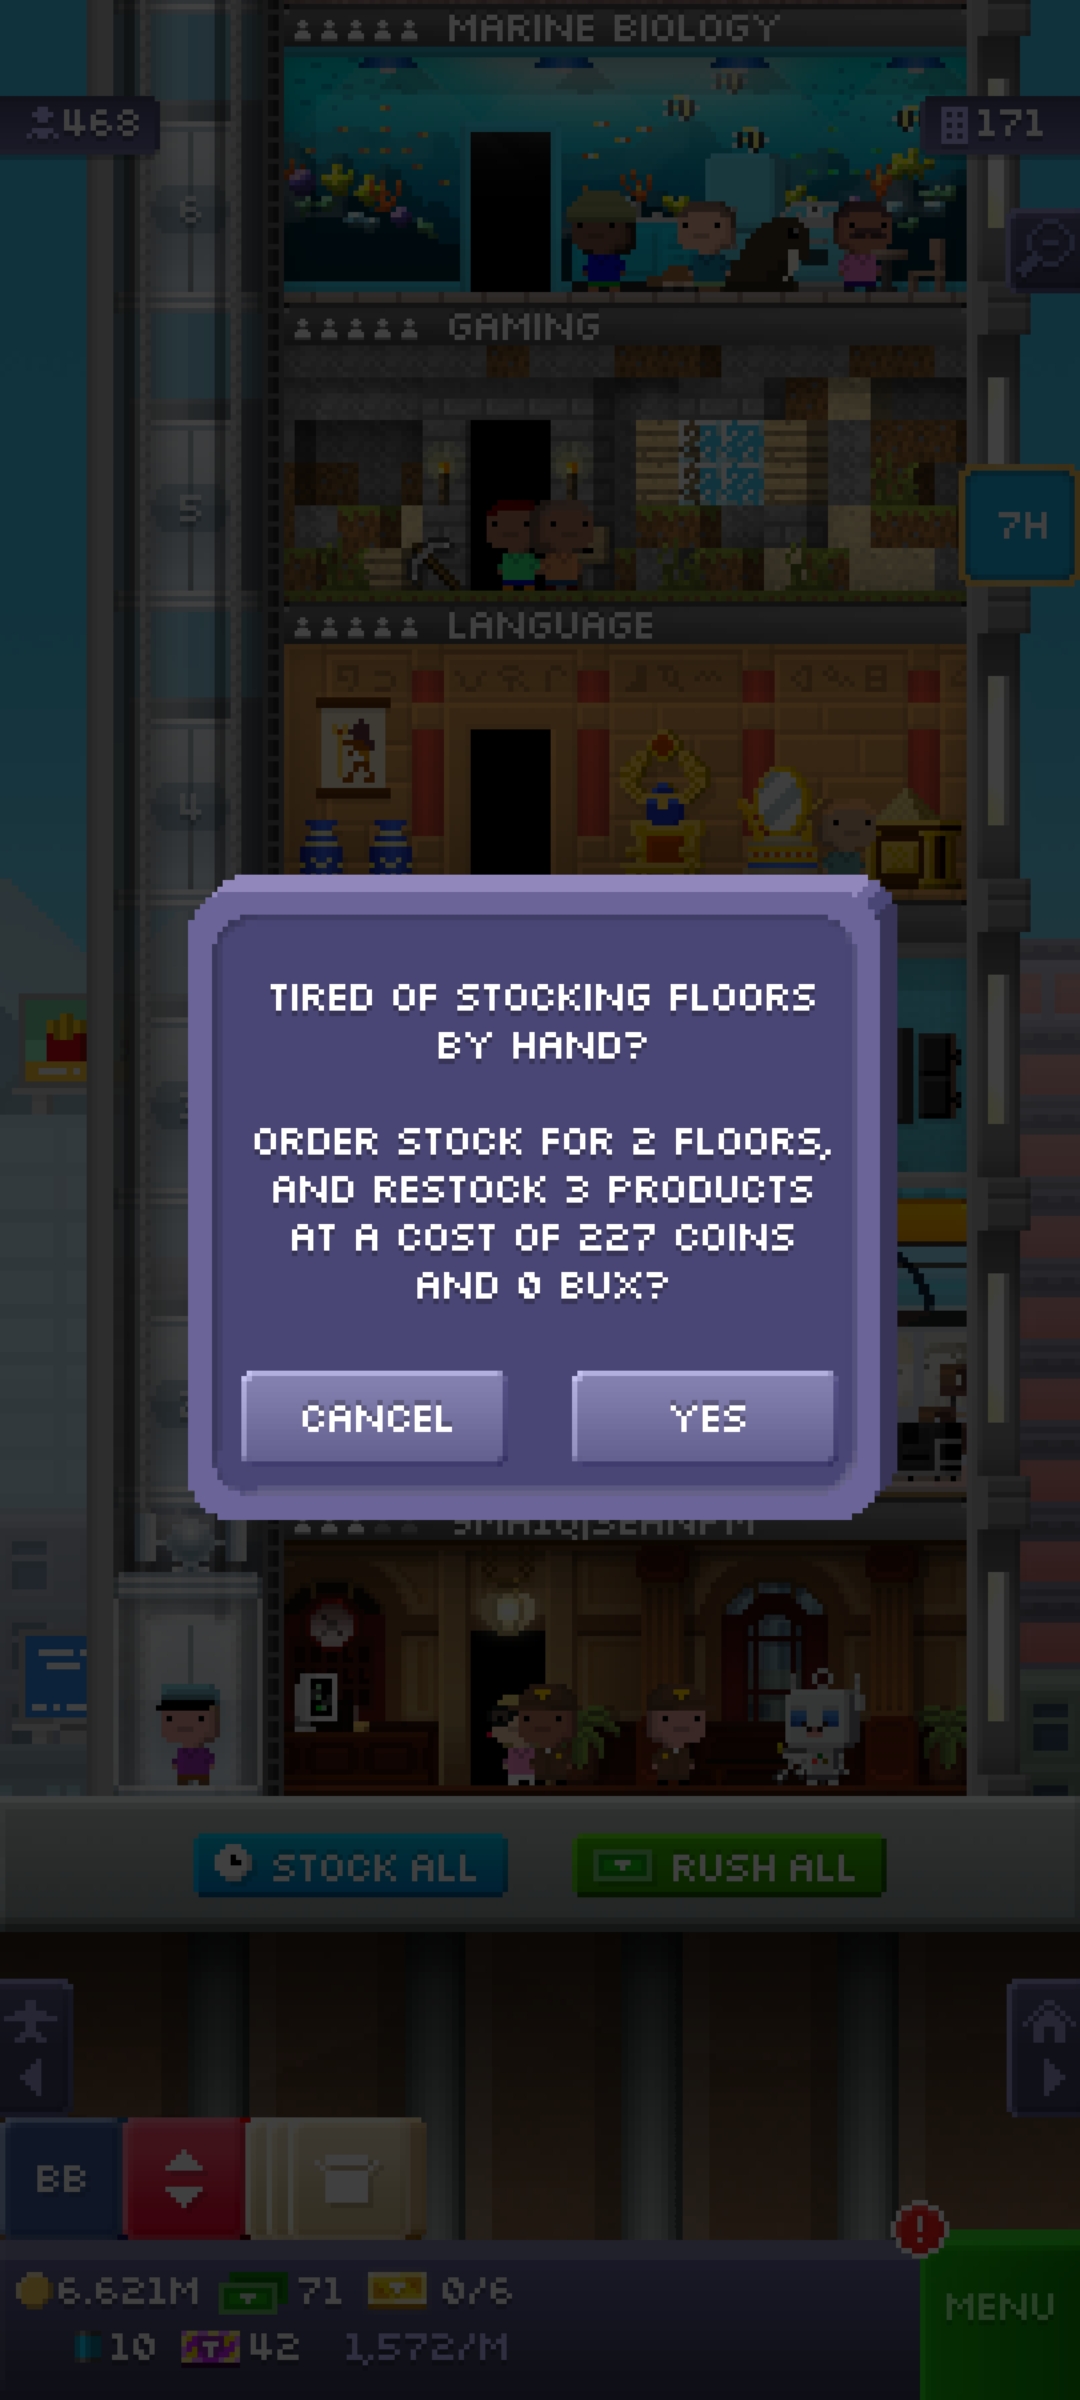 MARINE BIOLOGY
468
171
6
GAMING
5
7H
LANGUAGE
4
TIRED OF STOCKING FLOORS
BY HAND?
ORDER STOCK FOR 2 FLOORS,
AND RESTOCK 3 PRODUCTS
AT A COST OF 227 COINS
AND 0 BUX?
CANCEL
YES
STOCK ALL
RUSH ALL
BB
!
6.621M
71
0/6
MENU
10
42
1,572/M